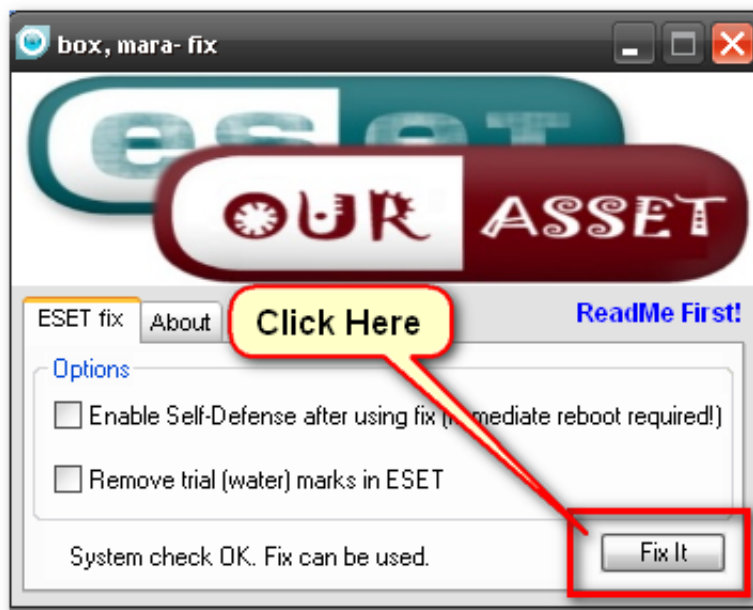 box, mara- fix
eset
OUR ASSET
ESET fix
About
Click Here
ReadMe First!
Options
Enable Self-Defense after using fix (immediate reboot required!)
Remove trial (water) marks in ESET
System check OK. Fix can be used.
Fix It